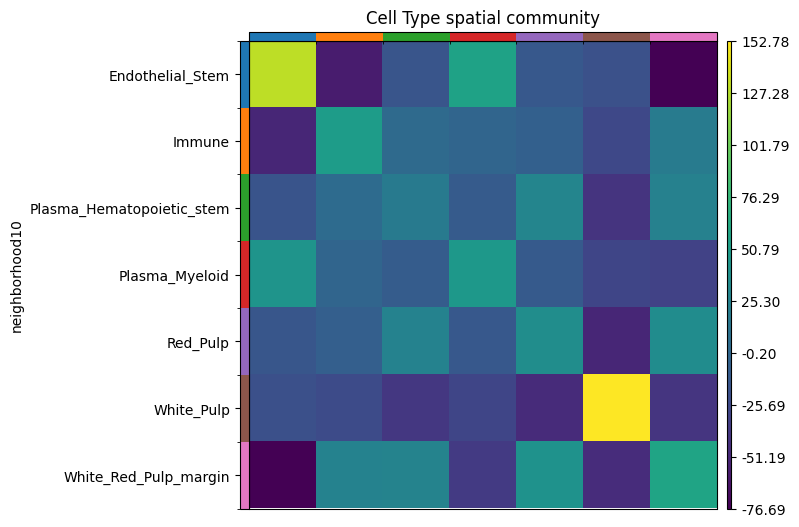 Cell Type spatial community
Endothelial_Stem
Immune
Plasma_Hematopoietic_stem
Plasma_Myeloid
Red_Pulp
White_Pulp
White_Red_Pulp_margin
neighborhood10
152.78
127.28
101.79
76.29
50.79
25.30
-0.20
-25.69
-51.19
-76.69